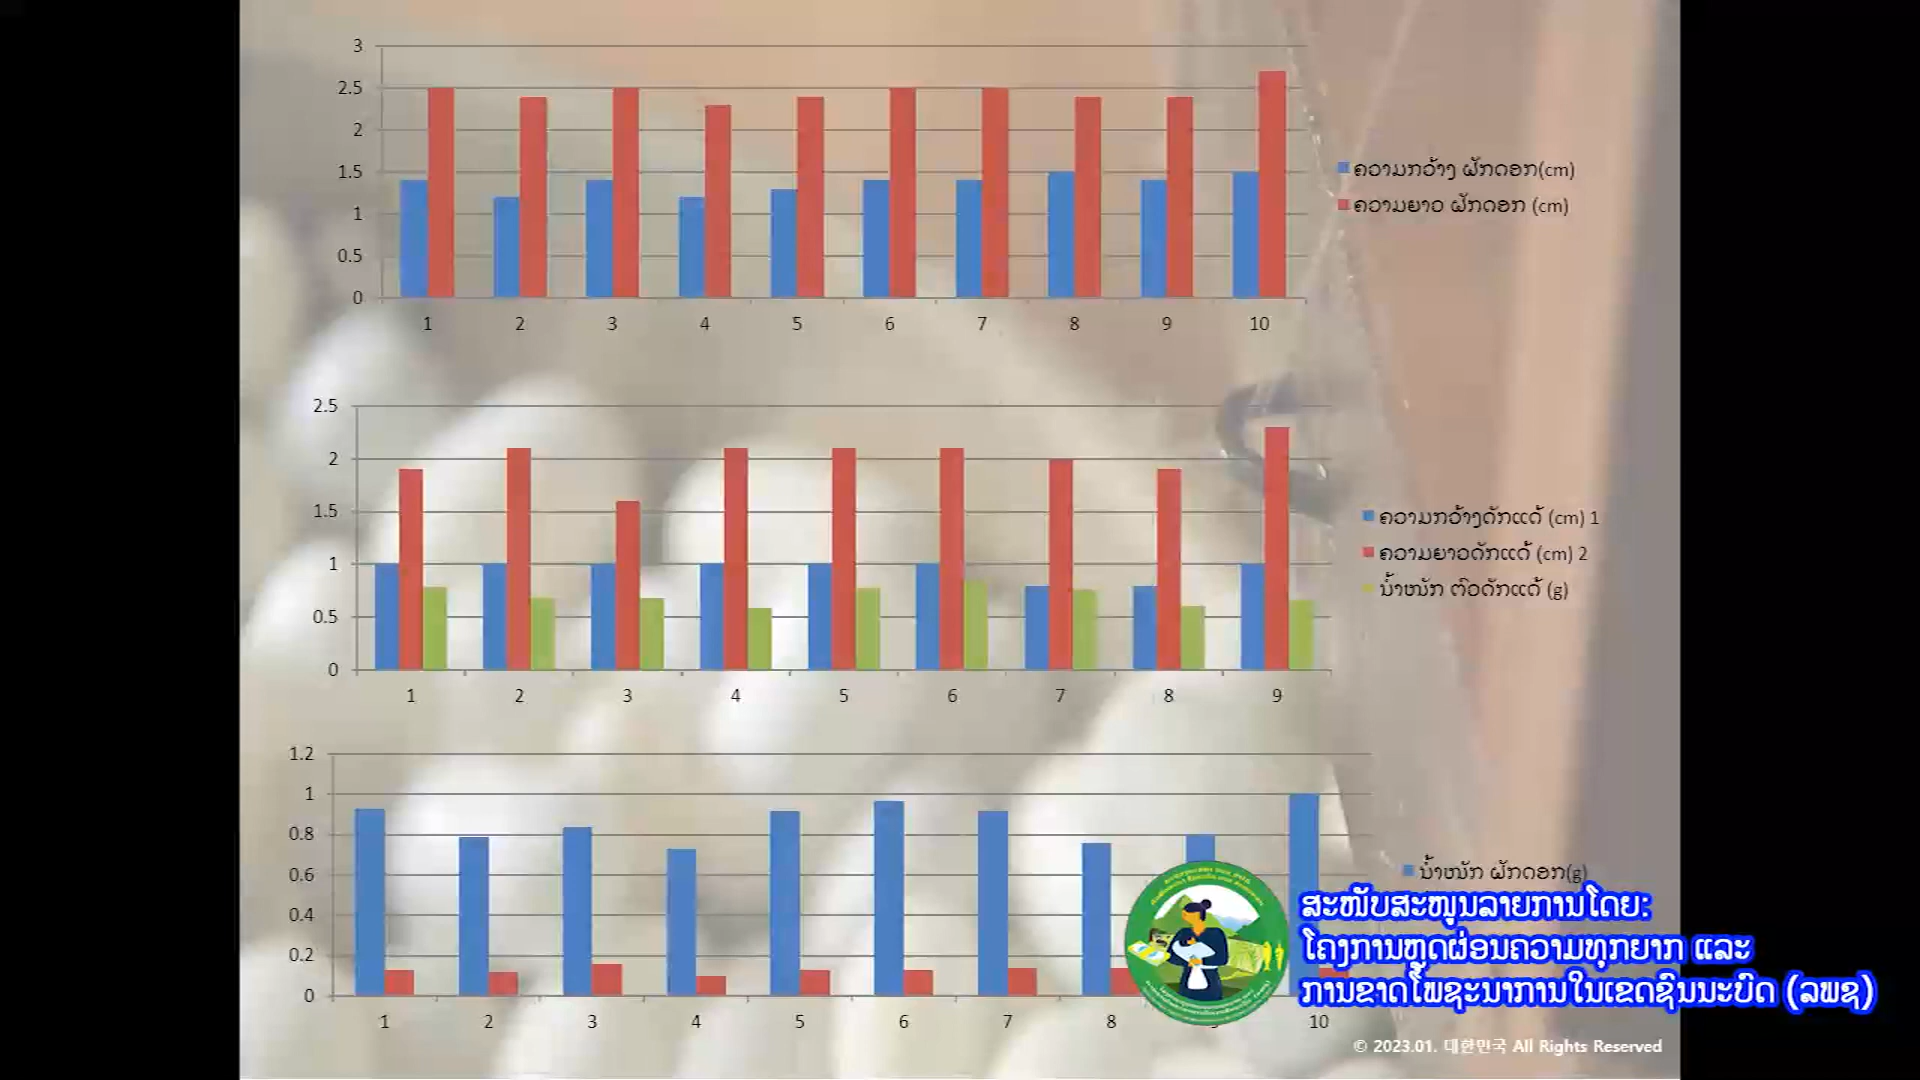 3
2.5
2
1.5
1
0.5
0
1 2 3 4 5 6 7 8 9 10
ຄວາມກວ້າງ ຝັກດອກ(cm)
ຄວາມຍາວ ຝັກດອກ (cm)
2.5
2
1.5
1
0.5
0
1 2 3 4 5 6 7 8 9
ຄວາມກວ້າງດັກແດ້ (cm) 1
ຄວາມຍາວດັກແດ້ (cm) 2
ນ້ຳໜັກ ຕົວດັກແດ້ (g)
1.2
1
0.8
0.6
0.4
0.2
0
1 2 3 4 5 6 7 8 9 10
ນ້ຳໜັກ ຝັກດອກ(g)
ສະໜັບສະໜູນລາຍການໂດຍ:
ໂຄງການຫຼຸດຜ່ອນຄວາມທຸກຍາກ ແລະ
ການຂາດໂພຊະນາການໃນເຂດຊົນນະບົດ (ລພຊ)
© 2023.01. 대한민국 All Rights Reserved